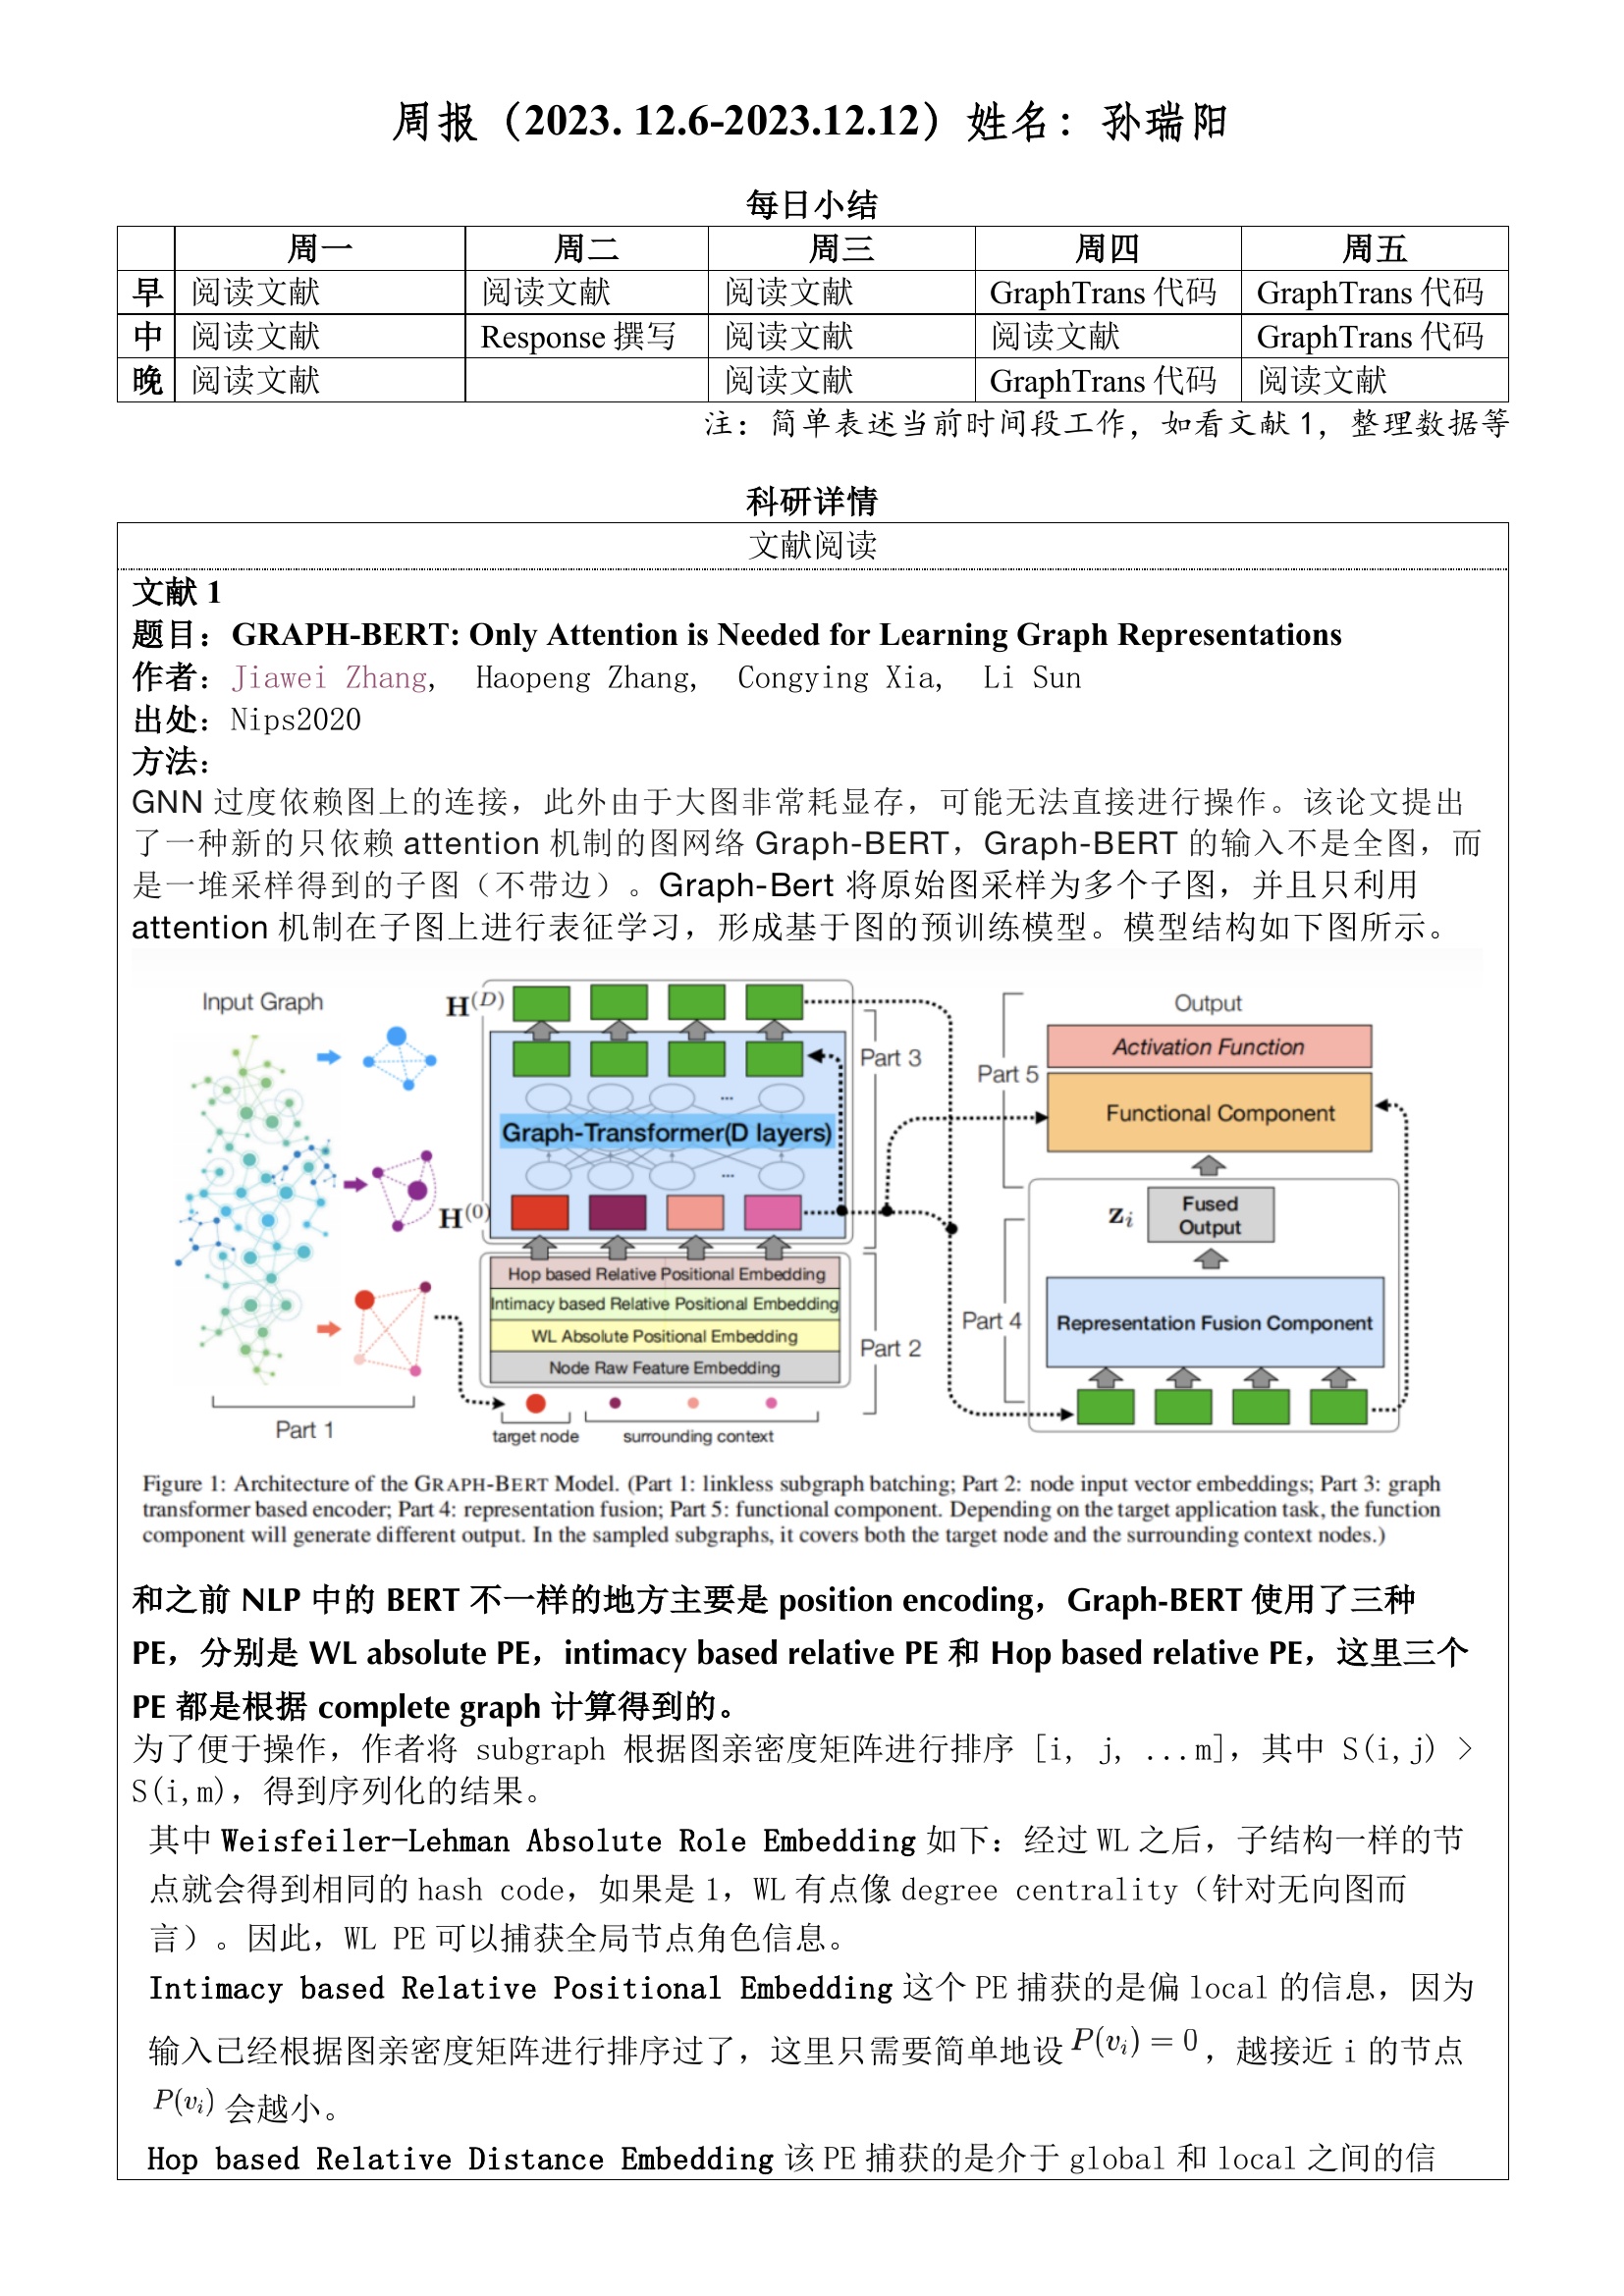 周报（2023. 12.6-2023.12.12）姓名：孙瑞阳
每日小结
周一 周二 周三 周四 周五
早 阅读文献 阅读文献 阅读文献 GraphTrans 代码 GraphTrans 代码
中 阅读文献 Response 撰写 阅读文献 阅读文献 GraphTrans 代码
晚 阅读文献 阅读文献 GraphTrans 代码 阅读文献
注：简单表述当前时间段工作，如看文献 1，整理数据等
科研详情
文献阅读
文献 1
题目：GRAPH-BERT: Only Attention is Needed for Learning Graph Representations
作者：Jiawei Zhang, Haopeng Zhang, Congying Xia, Li Sun
出处：Nips2020
方法：
GNN 过度依赖图上的连接，此外由于大图非常耗显存，可能无法直接进行操作。该论文提出
了一种新的只依赖 attention 机制的图网络 Graph-BERT，Graph-BERT 的输入不是全图，而
是一堆采样得到的子图（不带边）。Graph-Bert 将原始图采样为多个子图，并且只利用
attention 机制在子图上进行表征学习，形成基于图的预训练模型。模型结构如下图所示。
Input Graph
Part 1
H(D)
Graph-Transformer(D layers)
...
...
H(0)
Part 3
Hop based Relative Positional Embedding
Intimacy based Relative Positional Embedding
WL Absolute Positional Embedding
Node Raw Feature Embedding
Part 2
target node surrounding context
Output
Part 5
Activation Function
Functional Component
zi
Fused
Output
Part 4
Representation Fusion Component
Figure 1: Architecture of the GRAPH-BERT Model. (Part 1: linkless subgraph batching; Part 2: node input vector embeddings; Part 3: graph
transformer based encoder; Part 4: representation fusion; Part 5: functional component. Depending on the target application task, the function
component will generate different output. In the sampled subgraphs, it covers both the target node and the surrounding context nodes.)
和之前 NLP 中的 BERT 不一样的地方主要是 position encoding，Graph-BERT 使用了三种
PE，分别是 WL absolute PE，intimacy based relative PE 和 Hop based relative PE，这里三个
PE 都是根据 complete graph 计算得到的。
为了便于操作，作者将 subgraph 根据图亲密度矩阵进行排序 [i, j, ...m]，其中 S(i,j) >
S(i,m)，得到序列化的结果。
其中 Weisfeiler-Lehman Absolute Role Embedding 如下：经过 WL 之后，子结构一样的节
点就会得到相同的 hash code，如果是 1，WL 有点像 degree centrality（针对无向图而
言）。因此，WL PE 可以捕获全局节点角色信息。
Intimacy based Relative Positional Embedding 这个 PE 捕获的是偏 local 的信息，因为
输入已经根据图亲密度矩阵进行排序过了，这里只需要简单地设 P(vi) = 0，越接近 i 的节点
P(vi) 会越小。
Hop based Relative Distance Embedding 该 PE 捕获的是介于 global 和 local 之间的信